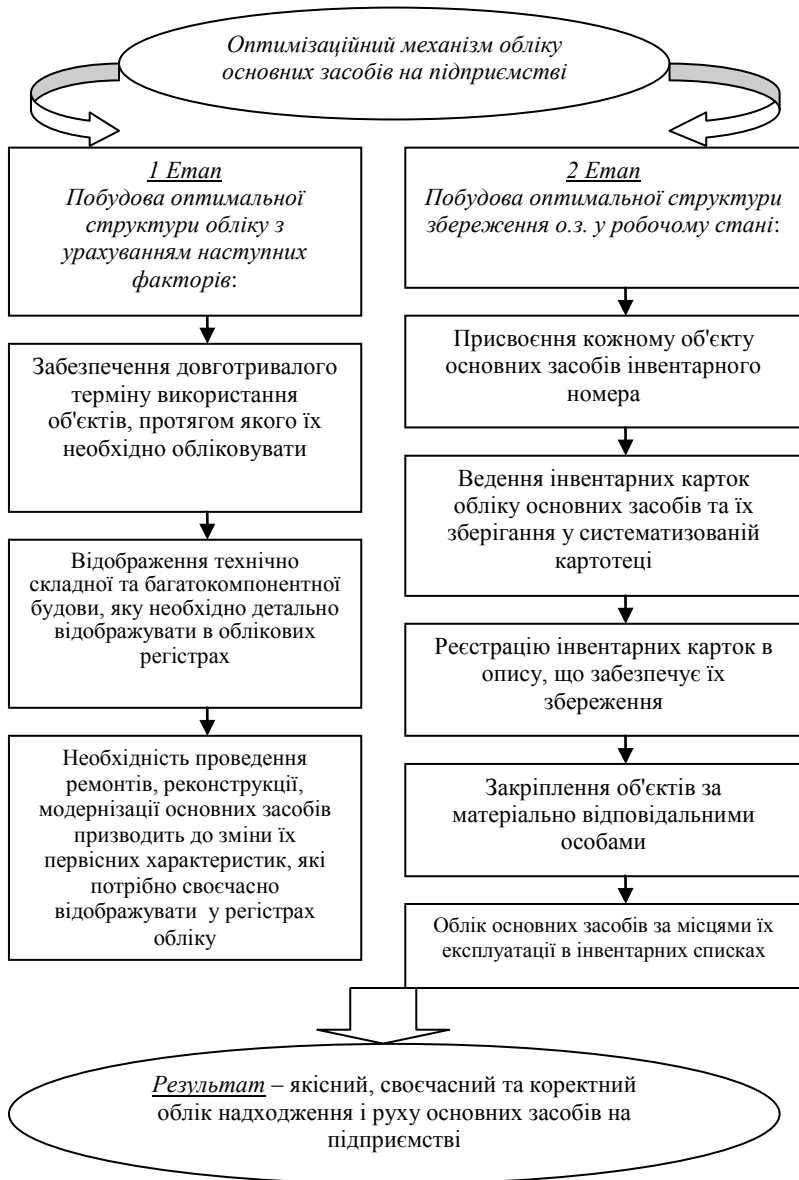 Оптимізаційний механізм обліку
основних засобів на підприємстві
1 Етап
Побудова оптимальної
структури обліку з
урахуванням наступних
факторів:
Забезпечення довготривалого
терміну використання
об'єктів, протягом якого їх
необхідно обліковувати
Відображення технічно
складної та багатокомпонентної
будови, яку необхідно детально
відображувати в облікових
регістрах
Необхідність проведення
ремонтів, реконструкції,
модернізації основних засобів
призводить до зміни їх
первісних характеристик, які
потрібно своєчасно
відображувати у регістрах
обліку
2 Етап
Побудова оптимальної структури
збереження о.з. у робочому стані:
Присвоєння кожному об'єкту
основних засобів інвентарного
номера
Ведення інвентарних карток
обліку основних засобів та їх
зберігання у систематизованій
картотеці
Реєстрацію інвентарних карток в
опису, що забезпечує їх
збереження
Закріплення об'єктів за
матеріально відповідальними
особами
Облік основних засобів за місцями їх
експлуатації в інвентарних списках
Результат – якісний, своєчасний та коректний
облік надходження і руху основних засобів на
підприємстві